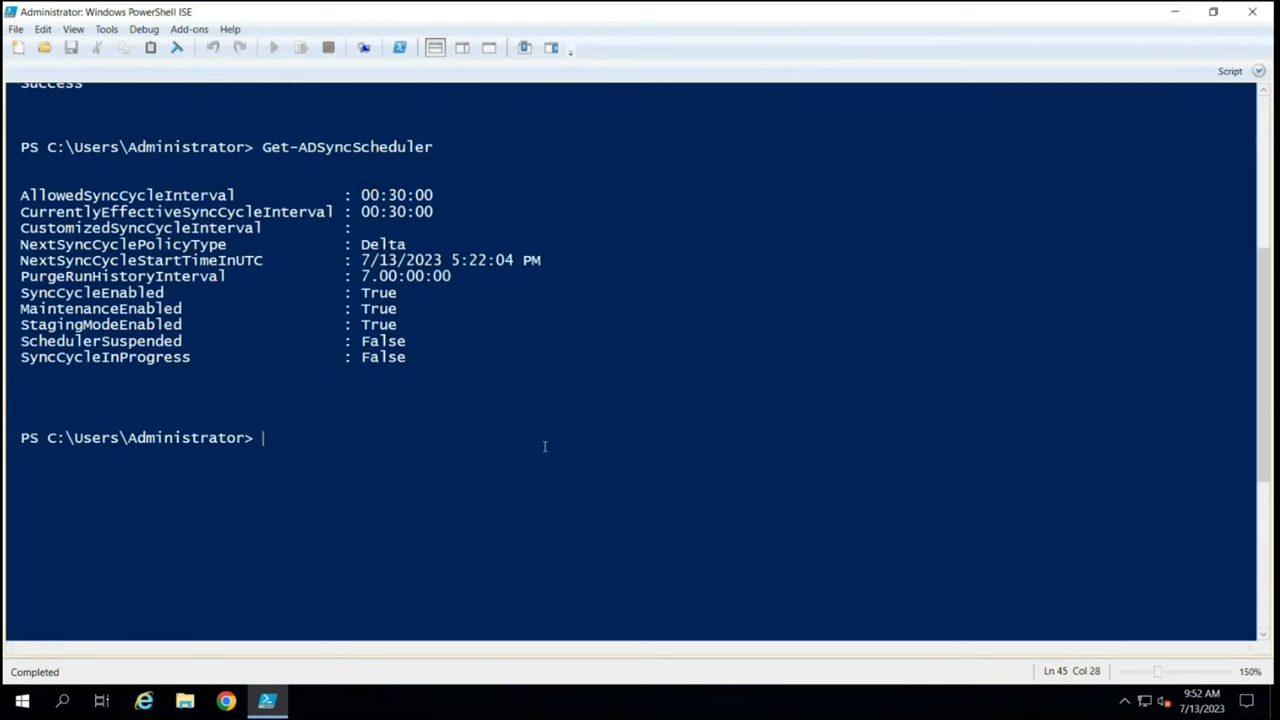 Administrator: Windows PowerShell ISE
File Edit View Tools Debug Add-ons Help
Script
Success
PS C:\Users\Administrator> Get-ADSyncScheduler
AllowedSyncCycleInterval : 00:30:00
CurrentlyEffectiveSyncCycleInterval : 00:30:00
CustomizedSyncCycleInterval :
NextSyncCyclePolicyType : Delta
NextSyncCycleStartTimeInUTC : 7/13/2023 5:22:04 PM
PurgeRunHistoryInterval : 7.00:00:00
SyncCycleEnabled : True
MaintenanceEnabled : True
StagingModeEnabled : True
SchedulerSuspended : False
SyncCycleInProgress : False
PS C:\Users\Administrator>
Completed Ln 45 Col 28 150%
9:52 AM
7/13/2023